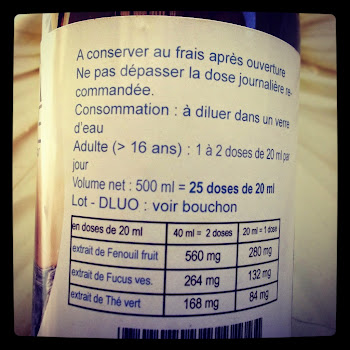 A conserver au frais après ouverture
Ne pas dépasser la dose journalière re-
commandée.
Consommation : à diluer dans un verre
d'eau
Adulte (> 16 ans) : 1 à 2 doses de 20 ml par
jour
Volume net : 500 ml = 25 doses de 20 ml
Lot - DLUO : voir bouchon
en doses de 20 ml 40 ml = 2 doses 20 ml = 1 dose
extrait de Fenouil fruit 560 mg 280 mg
extrait de Fucus ves. 264 mg 132 mg
extrait de Thé vert 168 mg 84 mg